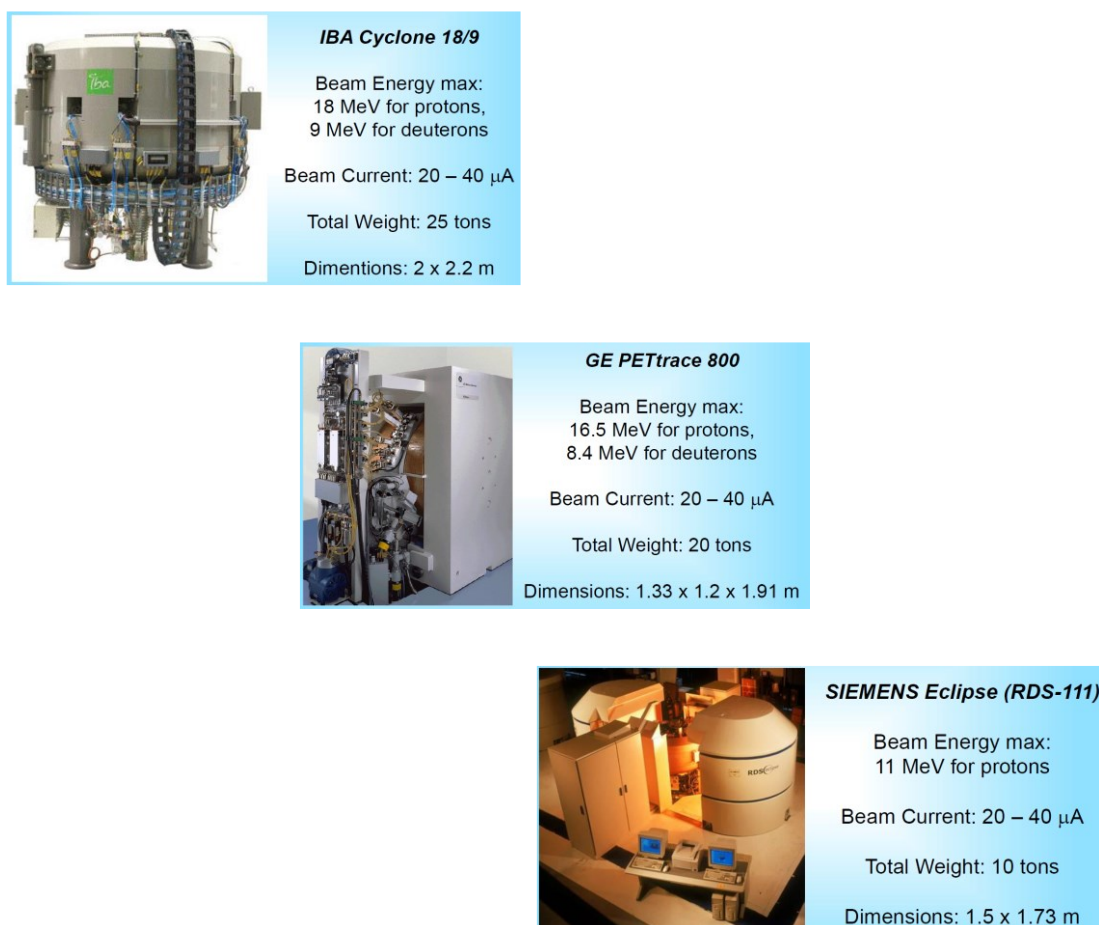 IBA Cyclone 18/9
iba
Beam Energy max:
18 MeV for protons,
9 MeV for deuterons
Beam Current: 20 – 40 μA
Total Weight: 25 tons
Dimentions: 2 x 2.2 m
GE PETtrace 800
Beam Energy max:
16.5 MeV for protons,
8.4 MeV for deuterons
Beam Current: 20 – 40 μA
Total Weight: 20 tons
Dimensions: 1.33 x 1.2 x 1.91 m
SIEMENS Eclipse (RDS-111)
Beam Energy max:
11 MeV for protons
RDS
Beam Current: 20 – 40 μA
Total Weight: 10 tons
Dimensions: 1.5 x 1.73 m